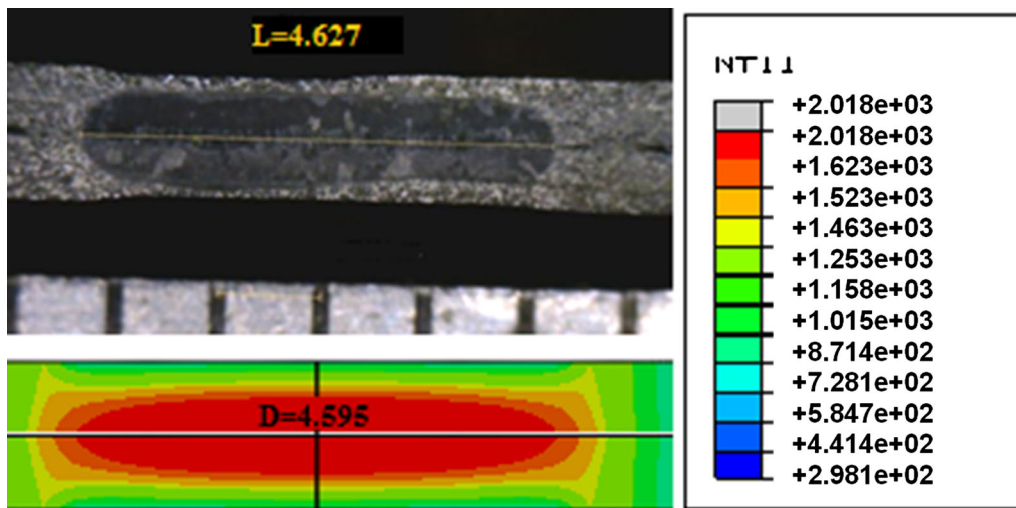 L=4.627
D=4.595
NT11
+2.018e+03
+2.018e+03
+1.623e+03
+1.523e+03
+1.463e+03
+1.253e+03
+1.158e+03
+1.015e+03
+8.714e+02
+7.281e+02
+5.847e+02
+4.414e+02
+2.981e+02